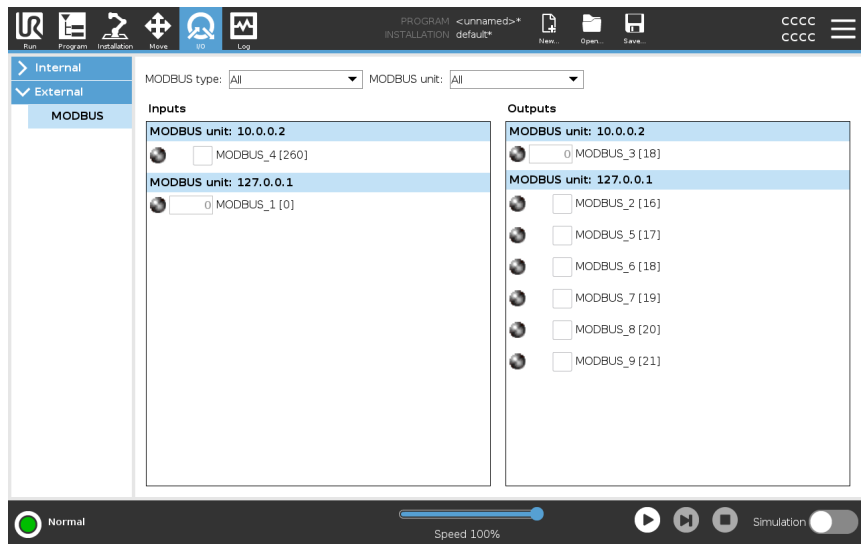 UR
PROGRAM <unnamed>*
INSTALLATION default*
CCCC
CCCC
Run Program Installation Move I/O Log New... Open... Save...
Internal
External
MODBUS
MODBUS type: All MODBUS unit: All
Inputs
MODBUS unit: 10.0.0.2
MODBUS_4 [260]
MODBUS unit: 127.0.0.1
0 MODBUS_1 [0]
Outputs
MODBUS unit: 10.0.0.2
0 MODBUS_3 [18]
MODBUS unit: 127.0.0.1
MODBUS_2 [16]
MODBUS_5 [17]
MODBUS_6 [18]
MODBUS_7 [19]
MODBUS_8 [20]
MODBUS_9 [21]
Normal
Speed 100%
Simulation